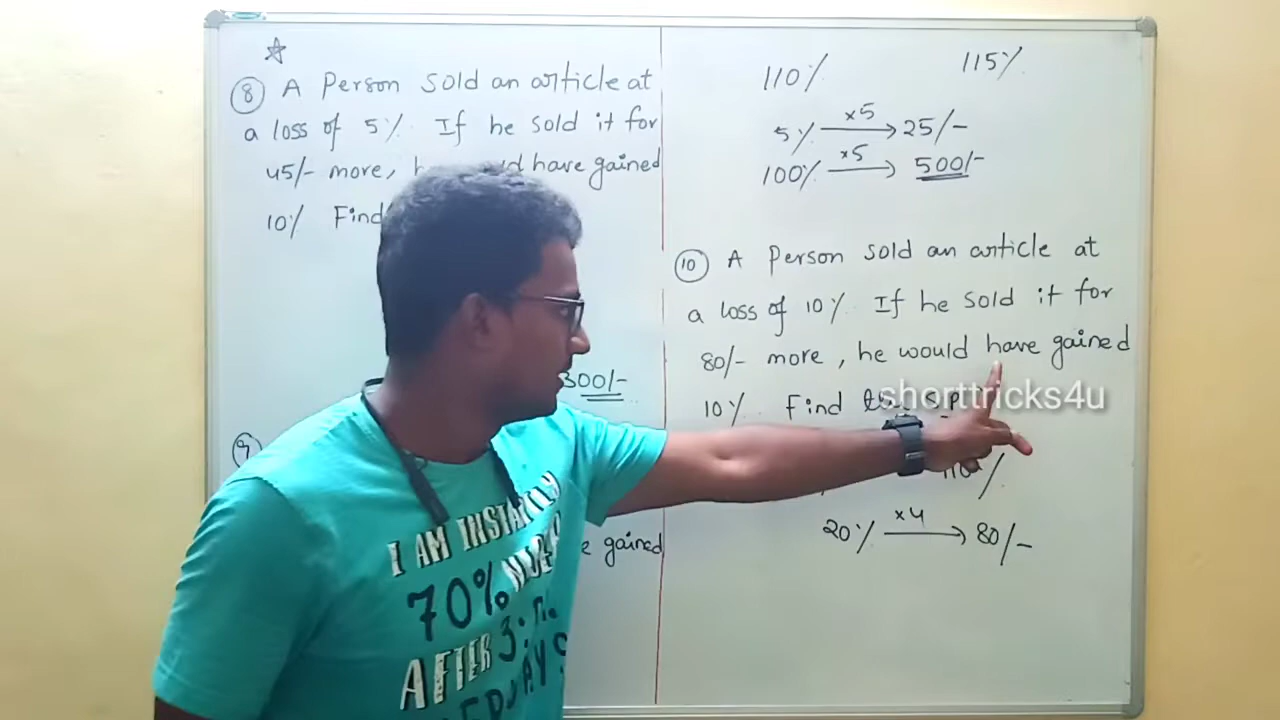 ⑧ A Person sold an article at
a loss of 5% If he sold it for
45/- more, have gained
10% Find
300/-
gained
110% 115%
5% ×5 → 25/-
100% ×5 → 500/-
⑩ A Person sold an article at
a loss of 10% If he sold it for
80/- more, he would have gained
10% Find
110%
20% ×4 → 80/-
shorttricks4u
I AM INSTANTLY
70%
AFTER 3: